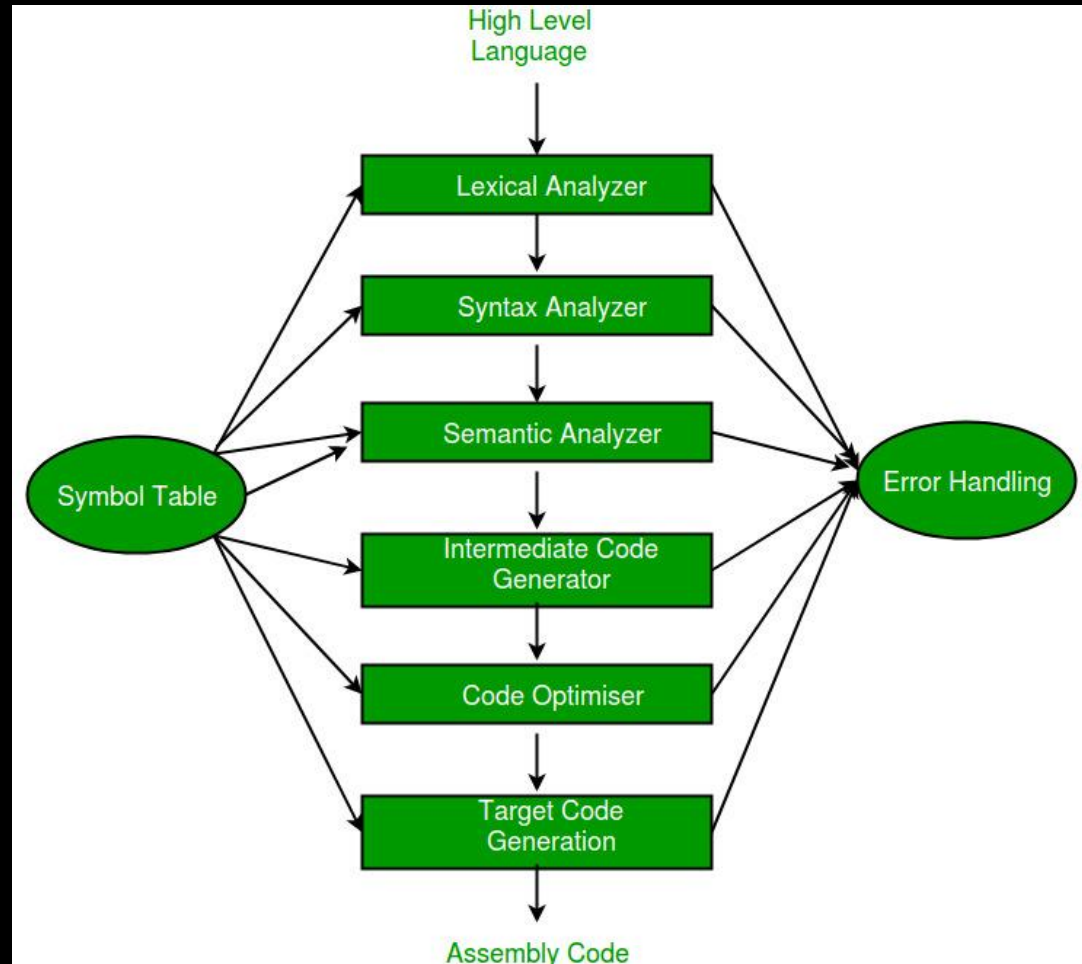 High Level
Language
Lexical Analyzer
Syntax Analyzer
Semantic Analyzer
Symbol Table
Error Handling
Intermediate Code
Generator
Code Optimiser
Target Code
Generation
Assembly Code